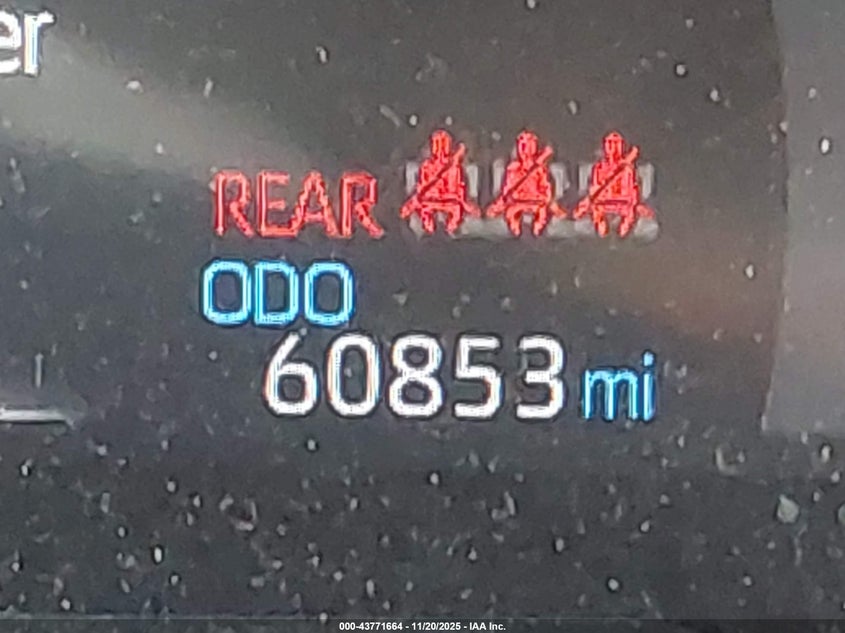 er
REAR
ODO
60853 mi
000-43771664 - 11/20/2025 - IAA Inc.